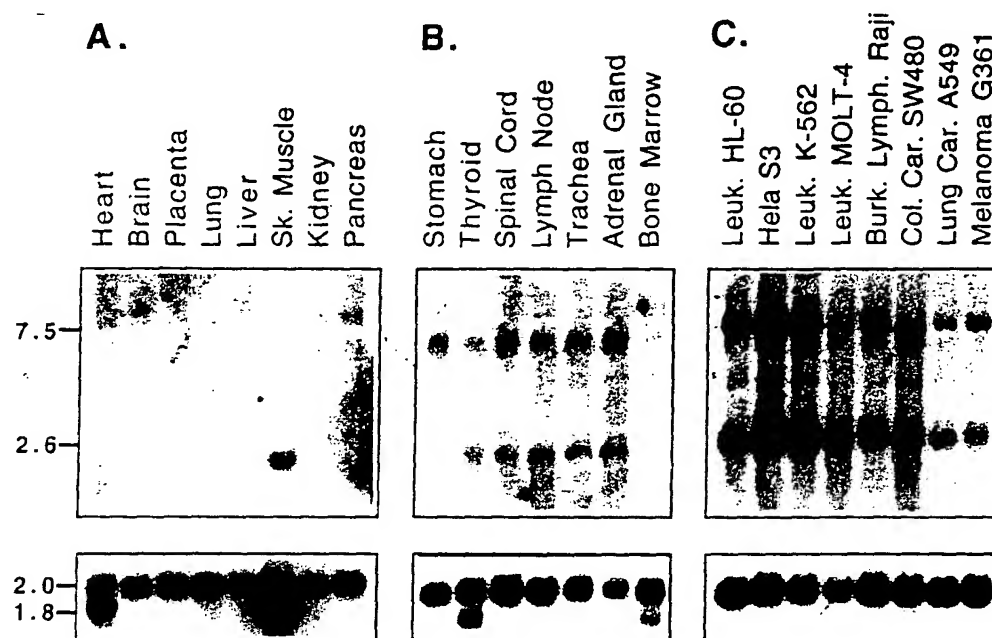 A.
Heart
Brain
Placenta
Lung
Liver
Sk. Muscle
Kidney
Pancreas
B.
Stomach
Thyroid
Spinal Cord
Lymph Node
Trachea
Adrenal Gland
Bone Marrow
C.
Leuk. HL-60
Hela S3
Leuk. K-562
Leuk. MOLT-4
Burk. Lymph. Raji
Col. Car. SW480
Lung Car. A549
Melanoma G361
7.5
2.6
2.0
1.8